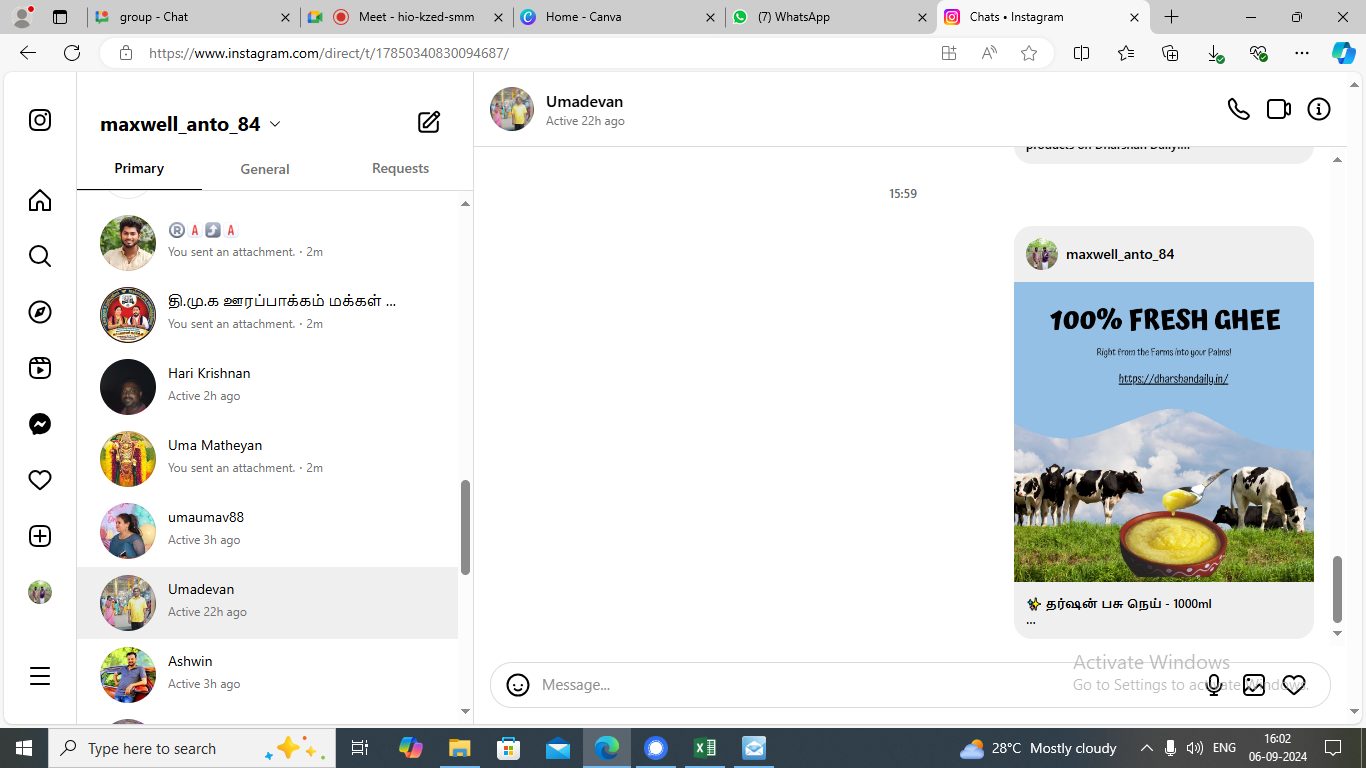 group - Chat
Meet - hio-kzed-smm
Home - Canva
(7) WhatsApp
Chats • Instagram
https://www.instagram.com/direct/t/17850340830094687/
maxwell_anto_84
Primary
General
Requests
Ⓡ A A
You sent an attachment. · 2m
தி.மு.க ஊரப்பாக்கம் மக்கள் ...
You sent an attachment. · 2m
Hari Krishnan
Active 2h ago
Uma Matheyan
You sent an attachment. · 2m
umaumav88
Active 3h ago
Umadevan
Active 22h ago
Ashwin
Active 3h ago
Umadevan
Active 22h ago
products on Dharshan Daily!...
15:59
maxwell_anto_84
100% FRESH GHEE
Right from the Farms into your Palms!
https://dharshandaily.in/
✨ தர்ஷன் பசு நெய் - 1000ml
...
Message...
Activate Windows
Go to Settings to activate Windows.
Type here to search
28°C Mostly cloudy
ENG
16:02
06-09-2024